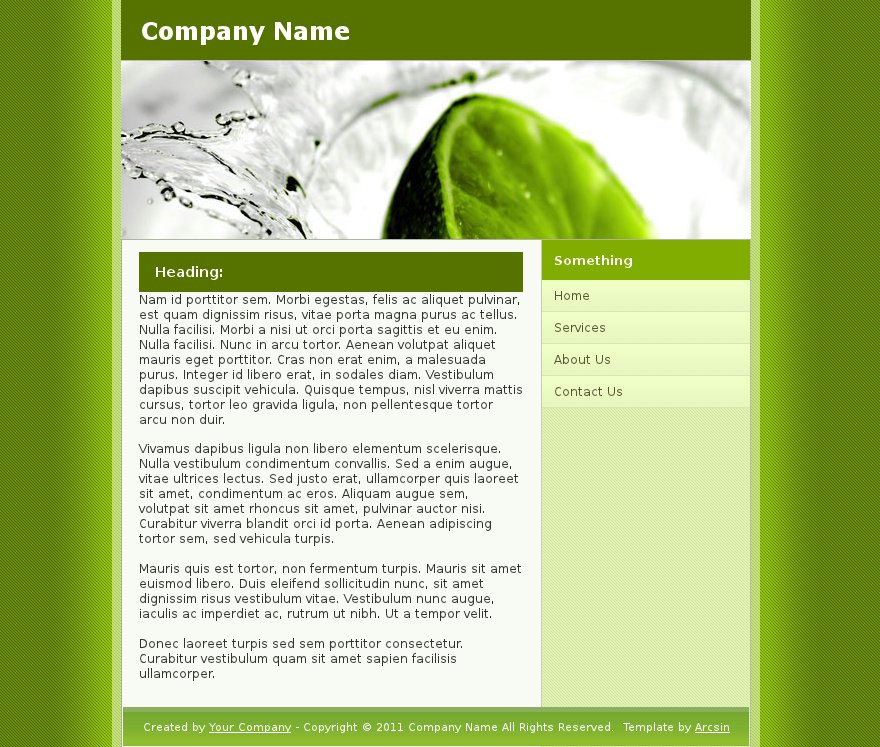 Company Name
Heading:
Nam id porttitor sem. Morbi egestas, felis ac aliquet pulvinar,
est quam dignissim risus, vitae porta magna purus ac tellus.
Nulla facilisi. Morbi a nisi ut orci porta sagittis et eu enim.
Nulla facilisi. Nunc in arcu tortor. Aenean volutpat aliquet
mauris eget porttitor. Cras non erat enim, a malesuada
purus. Integer id libero erat, in sodales diam. Vestibulum
dapibus suscipit vehicula. Quisque tempus, nisl viverra mattis
cursus, tortor leo gravida ligula, non pellentesque tortor
arcu non duir.
Vivamus dapibus ligula non libero elementum scelerisque.
Nulla vestibulum condimentum convallis. Sed a enim augue,
vitae ultrices lectus. Sed justo erat, ullamcorper quis laoreet
sit amet, condimentum ac eros. Aliquam augue sem,
volutpat sit amet rhoncus sit amet, pulvinar auctor nisi.
Curabitur viverra blandit orci id porta. Aenean adipiscing
tortor sem, sed vehicula turpis.
Mauris quis est tortor, non fermentum turpis. Mauris sit amet
euismod libero. Duis eleifend sollicitudin nunc, sit amet
dignissim risus vestibulum vitae. Vestibulum nunc augue,
iaculis ac imperdiet ac, rutrum ut nibh. Ut a tempor velit.
Donec laoreet turpis sed sem porttitor consectetur.
Curabitur vestibulum quam sit amet sapien facilisis
ullamcorper.
Something
Home
Services
About Us
Contact Us
Created by Your Company - Copyright © 2011 Company Name All Rights Reserved. Template by Arcsin